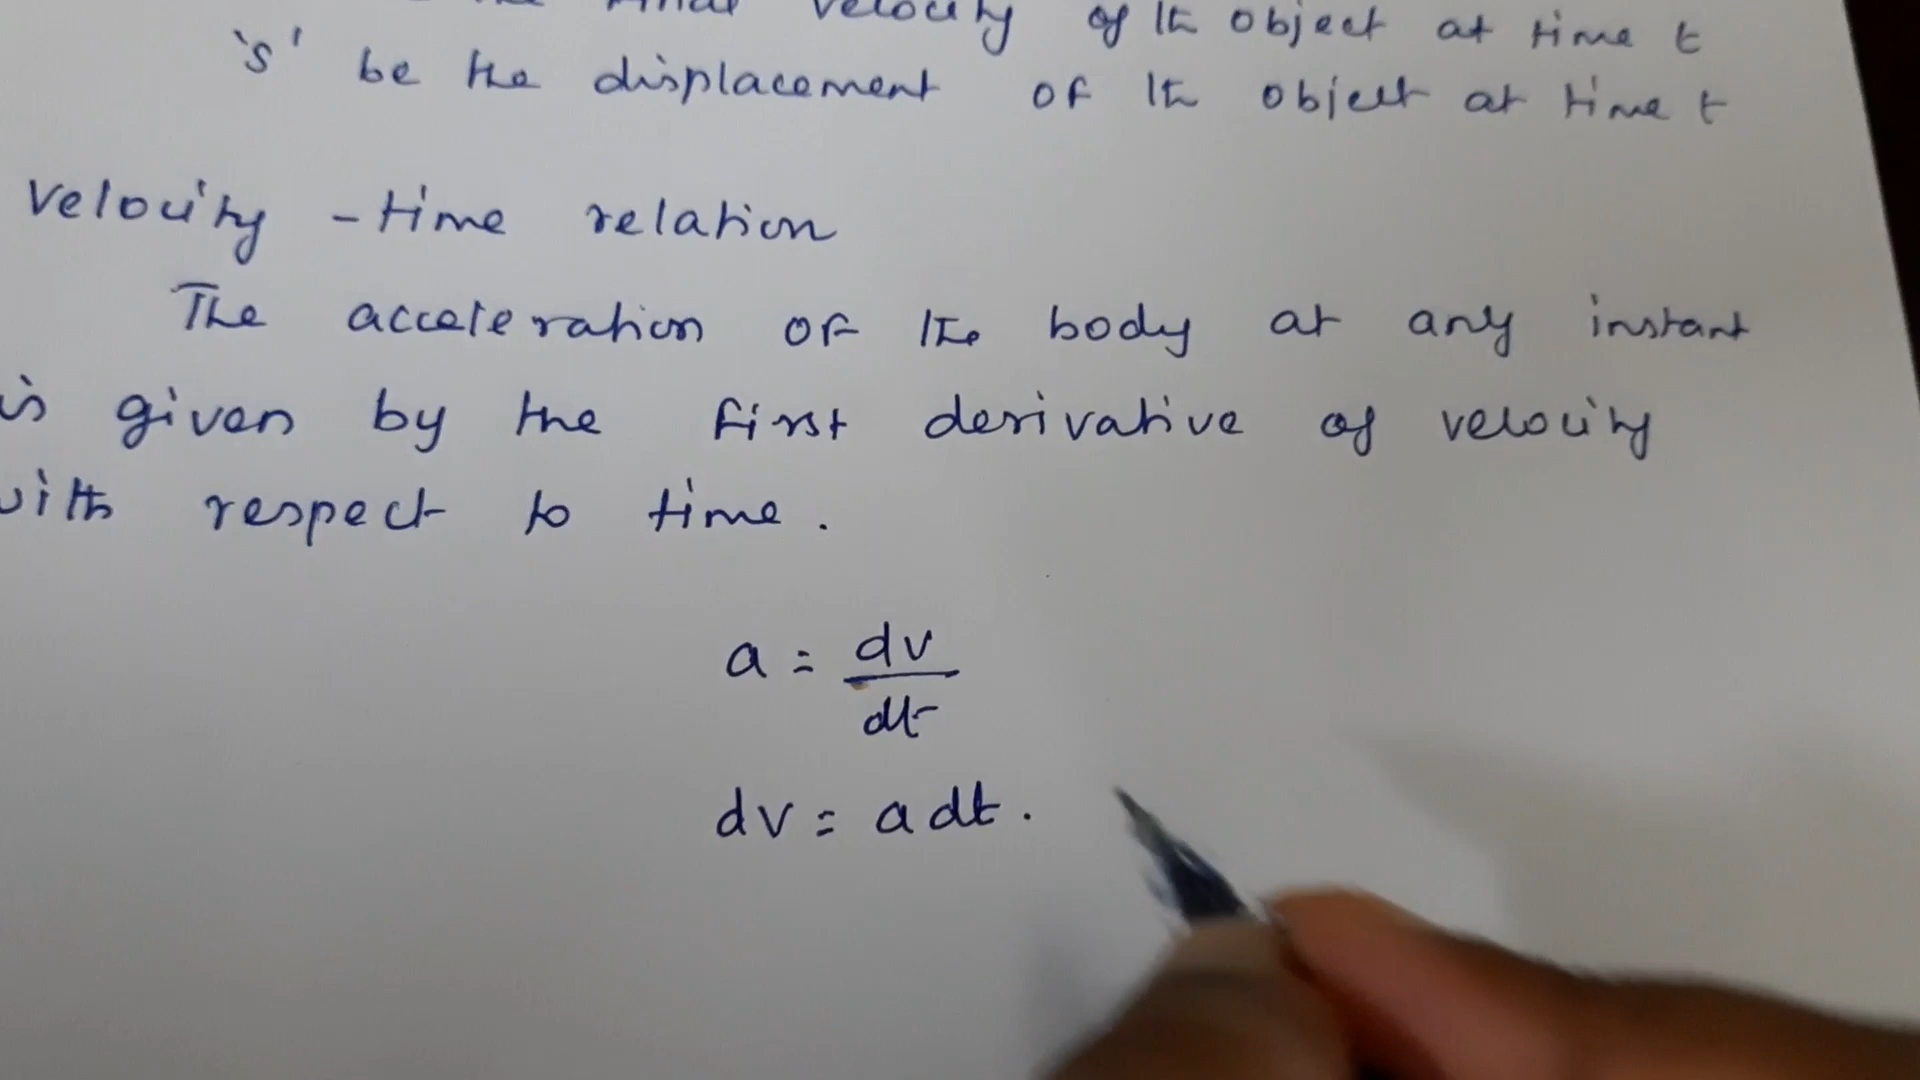 the final velocity of the object at time t
's' be the displacement of the object at time t
Velocity - time relation
The acceleration of the body at any instant
is given by the first derivative of velocity
with respect to time.
a = dv/dt
dv = a dt.